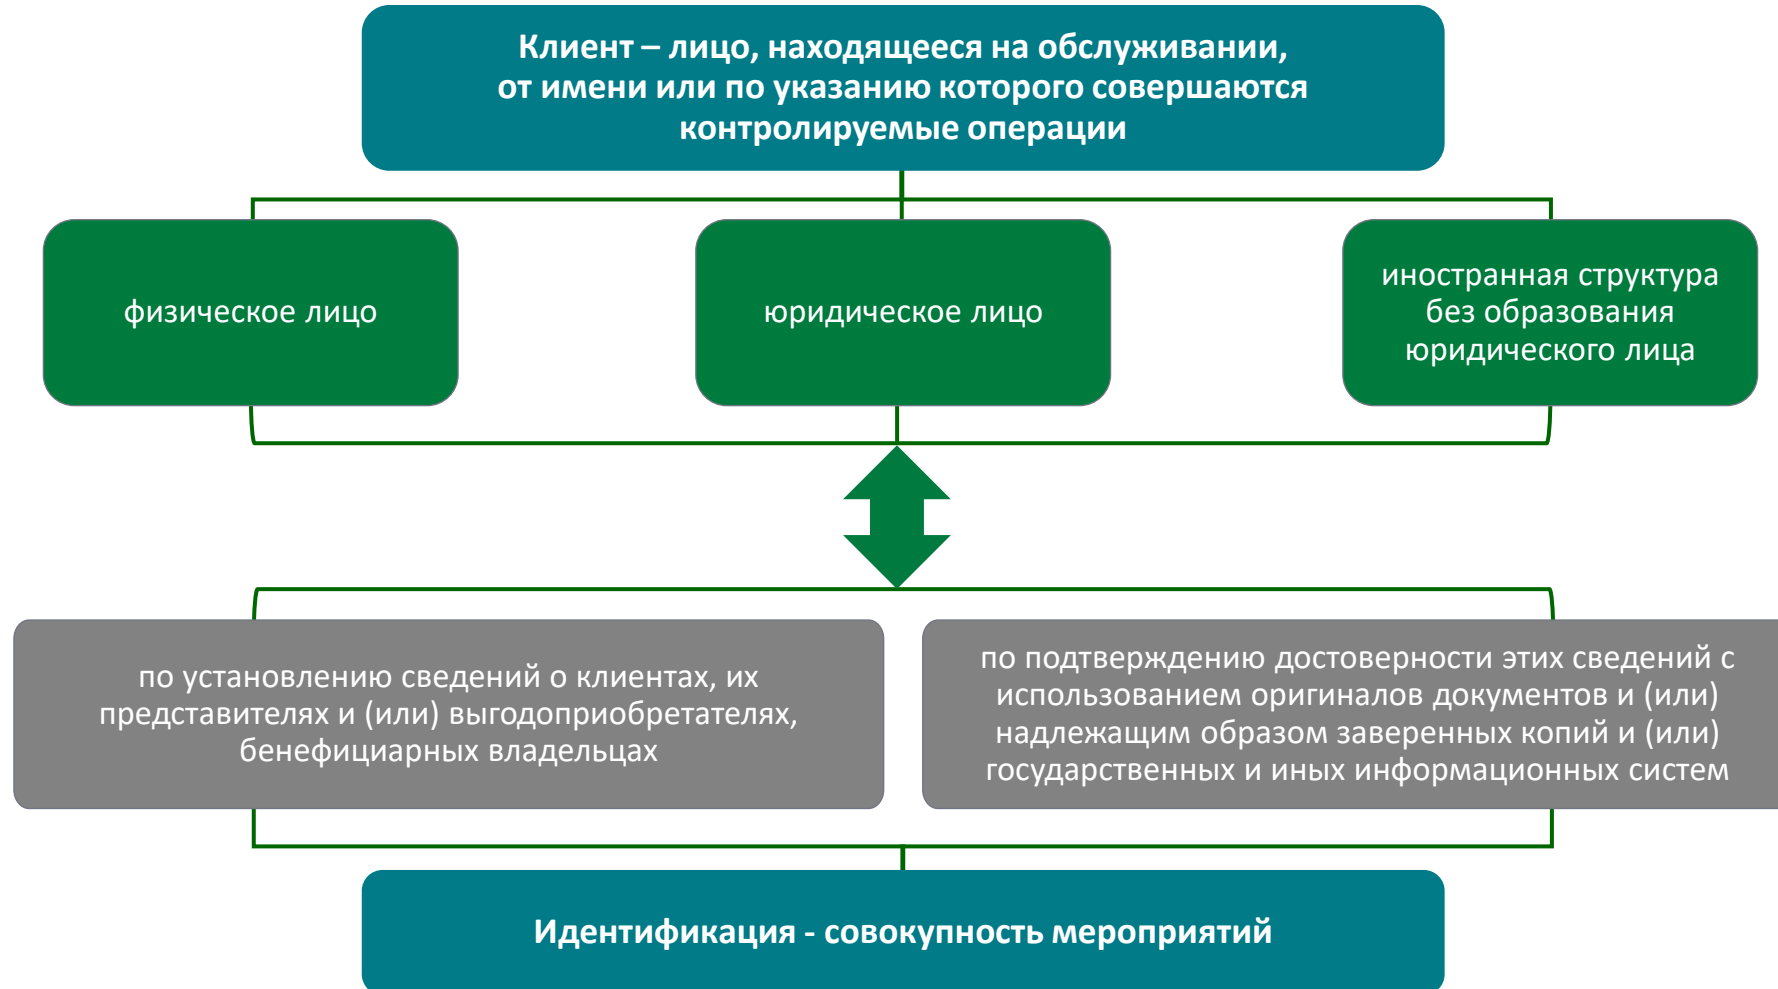 Клиент – лицо, находящееся на обслуживании,
от имени или по указанию которого совершаются
контролируемые операции
физическое лицо
юридическое лицо
иностранная структура
без образования
юридического лица
по установлению сведений о клиентах, их
представителях и (или) выгодоприобретателях,
бенефициарных владельцах
по подтверждению достоверности этих сведений с
использованием оригиналов документов и (или)
надлежащим образом заверенных копий и (или)
государственных и иных информационных систем
Идентификация - совокупность мероприятий